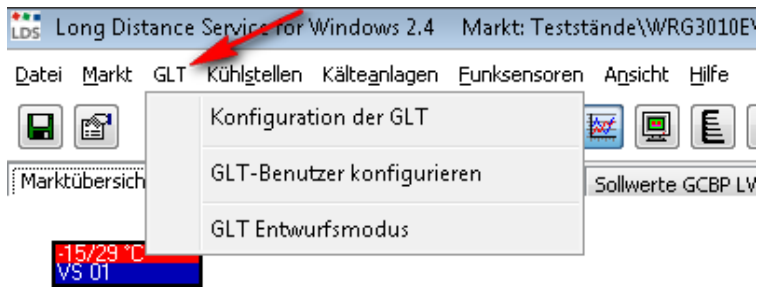 LDS Long Distance Service for Windows 2.4 Markt: Teststände\WRG3010E\
Datei Markt GLT Kühlstellen Kälteanlagen Funksensoren Ansicht Hilfe
Konfiguration der GLT
Marktübersich GLT-Benutzer konfigurieren Sollwerte GCBP LV
GLT Entwurfsmodus
-15/29 °C
VS 01